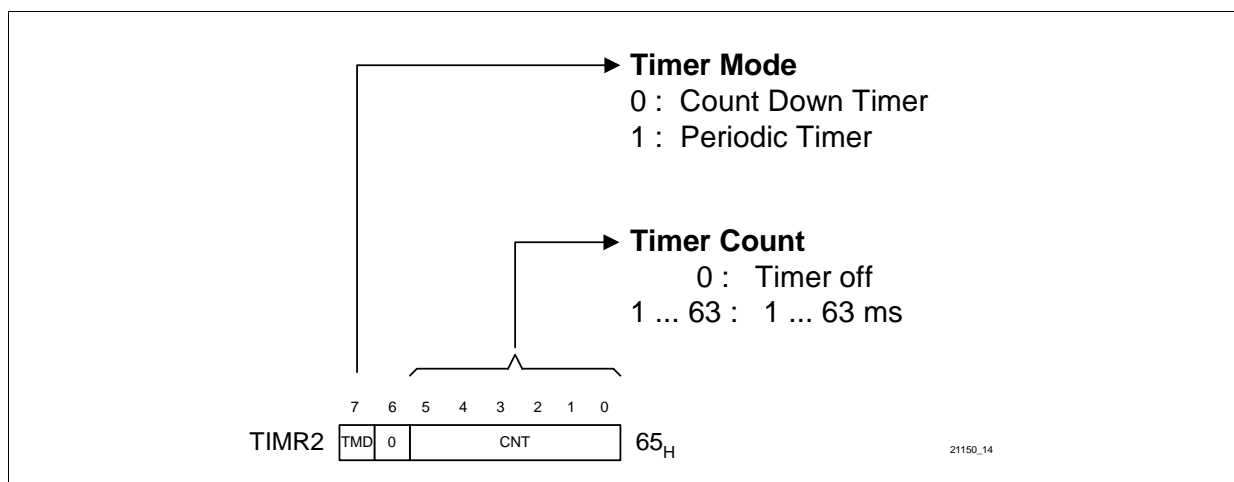 Timer Mode
0 : Count Down Timer
1 : Periodic Timer
Timer Count
0 : Timer off
1 ... 63 : 1 ... 63 ms
7 6 5 4 3 2 1 0
TIMR2 TMD 0 CNT 65H
21150_14